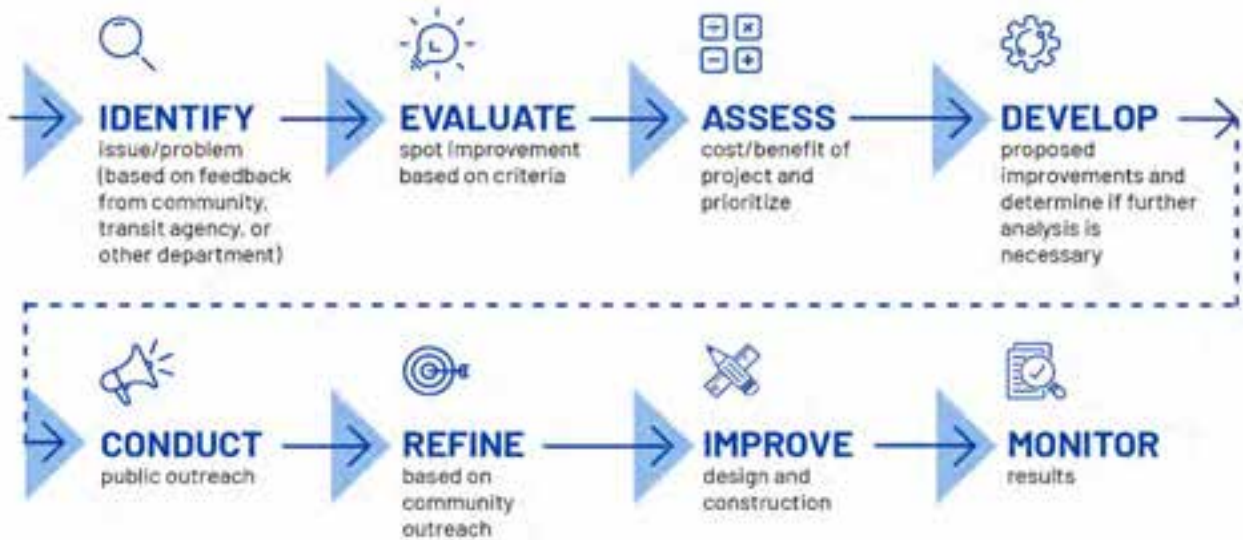 IDENTIFY
issue/problem
(based on feedback
from community,
transit agency, or
other department)
EVALUATE
spot improvement
based on criteria
ASSESS
cost/benefit of
project and
prioritize
DEVELOP
proposed
improvements and
determine if further
analysis is
necessary
CONDUCT
public outreach
REFINE
based on
community
outreach
IMPROVE
design and
construction
MONITOR
results